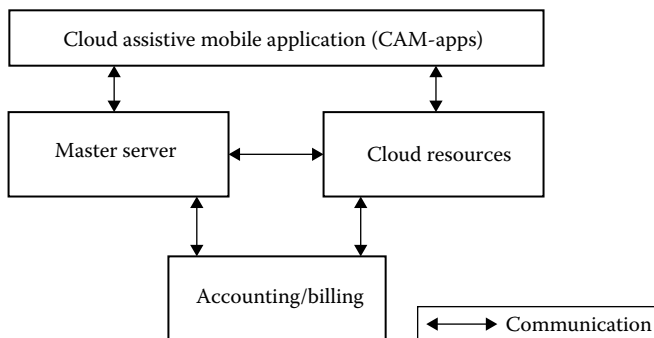 Cloud assistive mobile application (CAM-apps)
Master server
Cloud resources
Accounting/billing
Communication